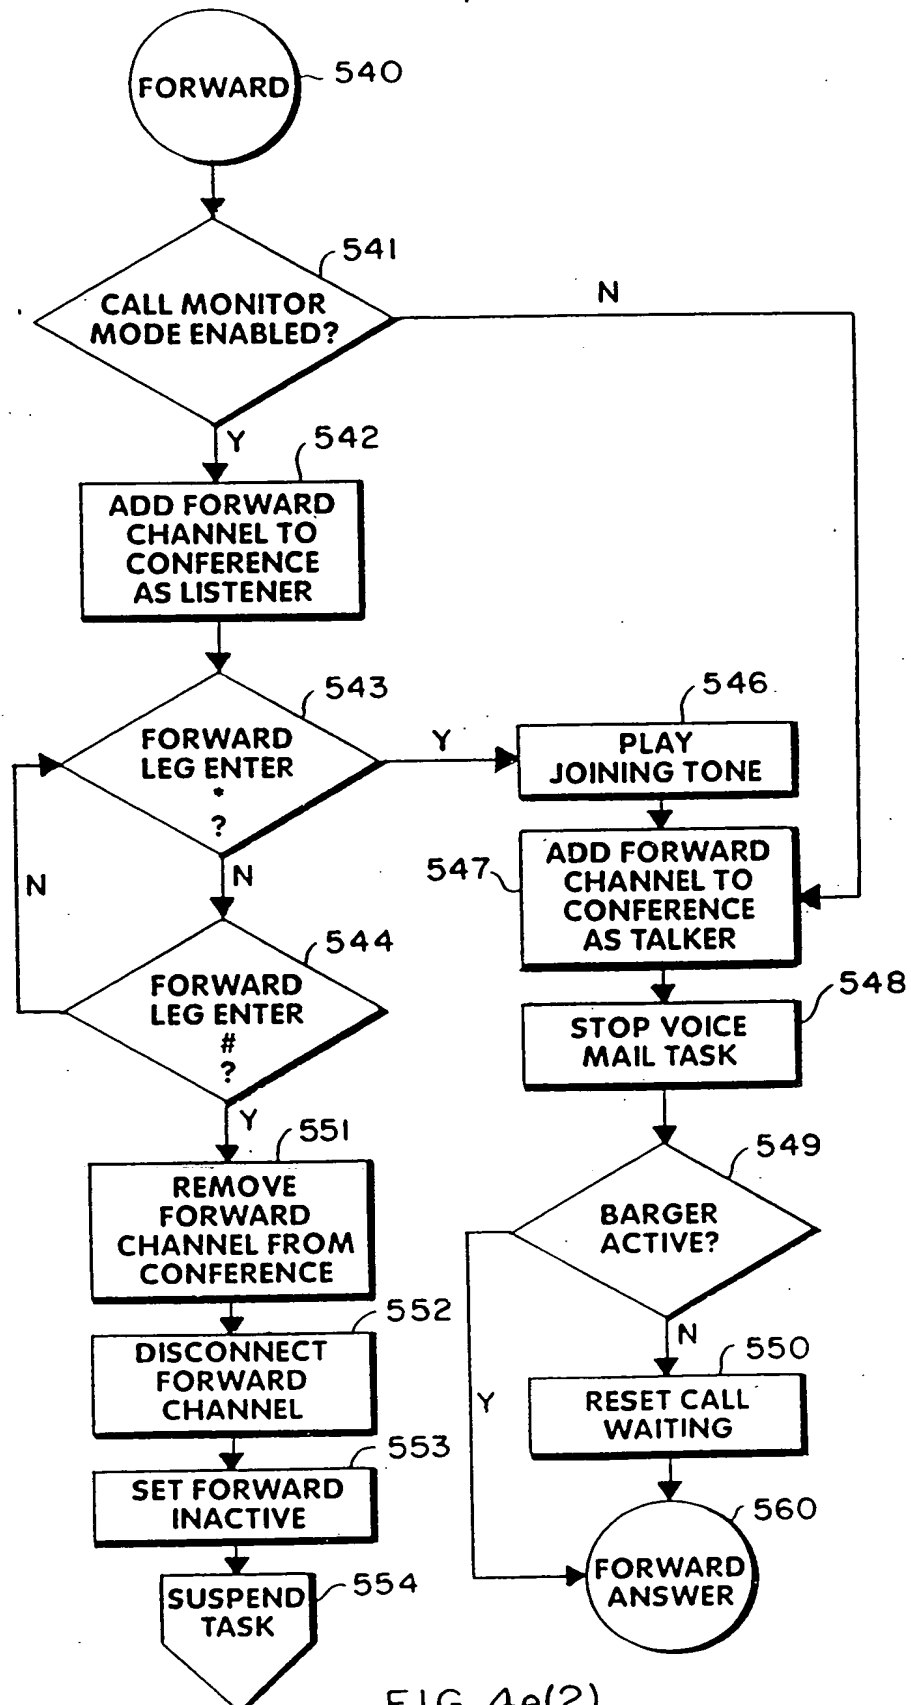 FORWARD
540
541
CALL MONITOR
MODE ENABLED?
N
Y
542
ADD FORWARD
CHANNEL TO
CONFERENCE
AS LISTENER
543
FORWARD
LEG ENTER
*
?
Y
N
N
546
PLAY
JOINING TONE
547
ADD FORWARD
CHANNEL TO
CONFERENCE
AS TALKER
544
FORWARD
LEG ENTER
#
?
Y
548
STOP VOICE
MAIL TASK
551
REMOVE
FORWARD
CHANNEL FROM
CONFERENCE
549
BARGER
ACTIVE?
N
Y
552
DISCONNECT
FORWARD
CHANNEL
550
RESET CALL
WAITING
553
SET FORWARD
INACTIVE
560
FORWARD
ANSWER
554
SUSPEND
TASK
FIG. 4e(2)